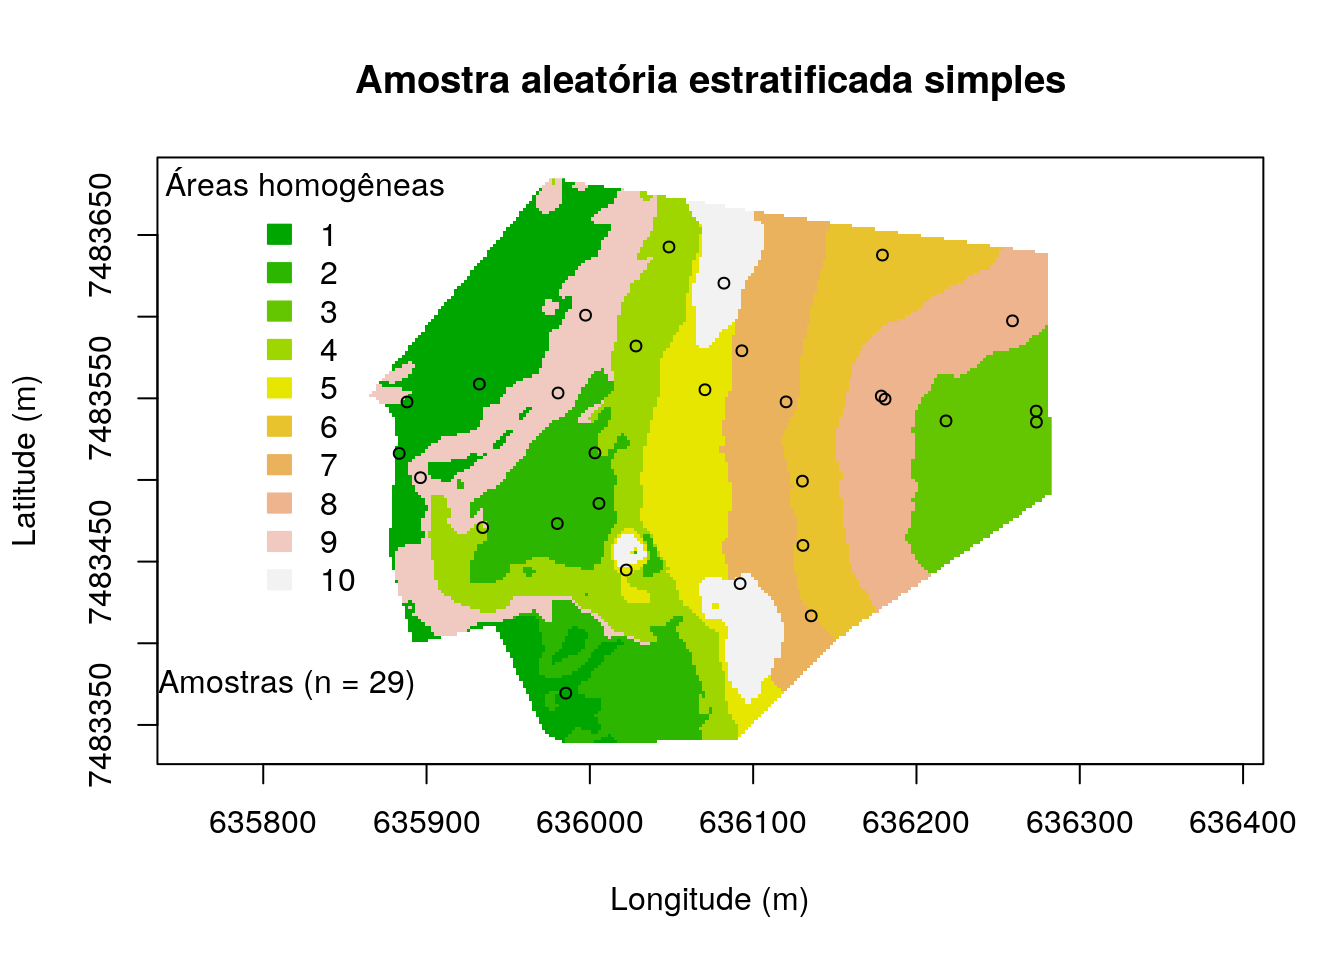 Amostra aleatória estratificada simples
Áreas homogêneas
1
2
3
4
5
6
7
8
9
10
Amostras (n = 29)
7483650
7483550
7483450
7483350
Latitude (m)
635800 635900 636000 636100 636200 636300 636400
Longitude (m)